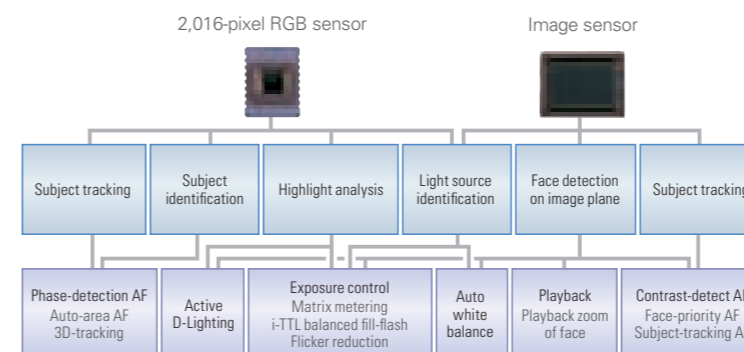 2,016-pixel RGB sensor
Image sensor
Subject tracking
Subject
identification
Highlight analysis
Light source
identification
Face detection
on image plane
Subject tracking
Phase-detection AF
Auto-area AF
3D-tracking
Active
D-Lighting
Exposure control
Matrix metering
i-TTL balanced fill-flash
Flicker reduction
Auto
white
balance
Playback
Playback zoom
of face
Contrast-detect AF
Face-priority AF
Subject-tracking AF